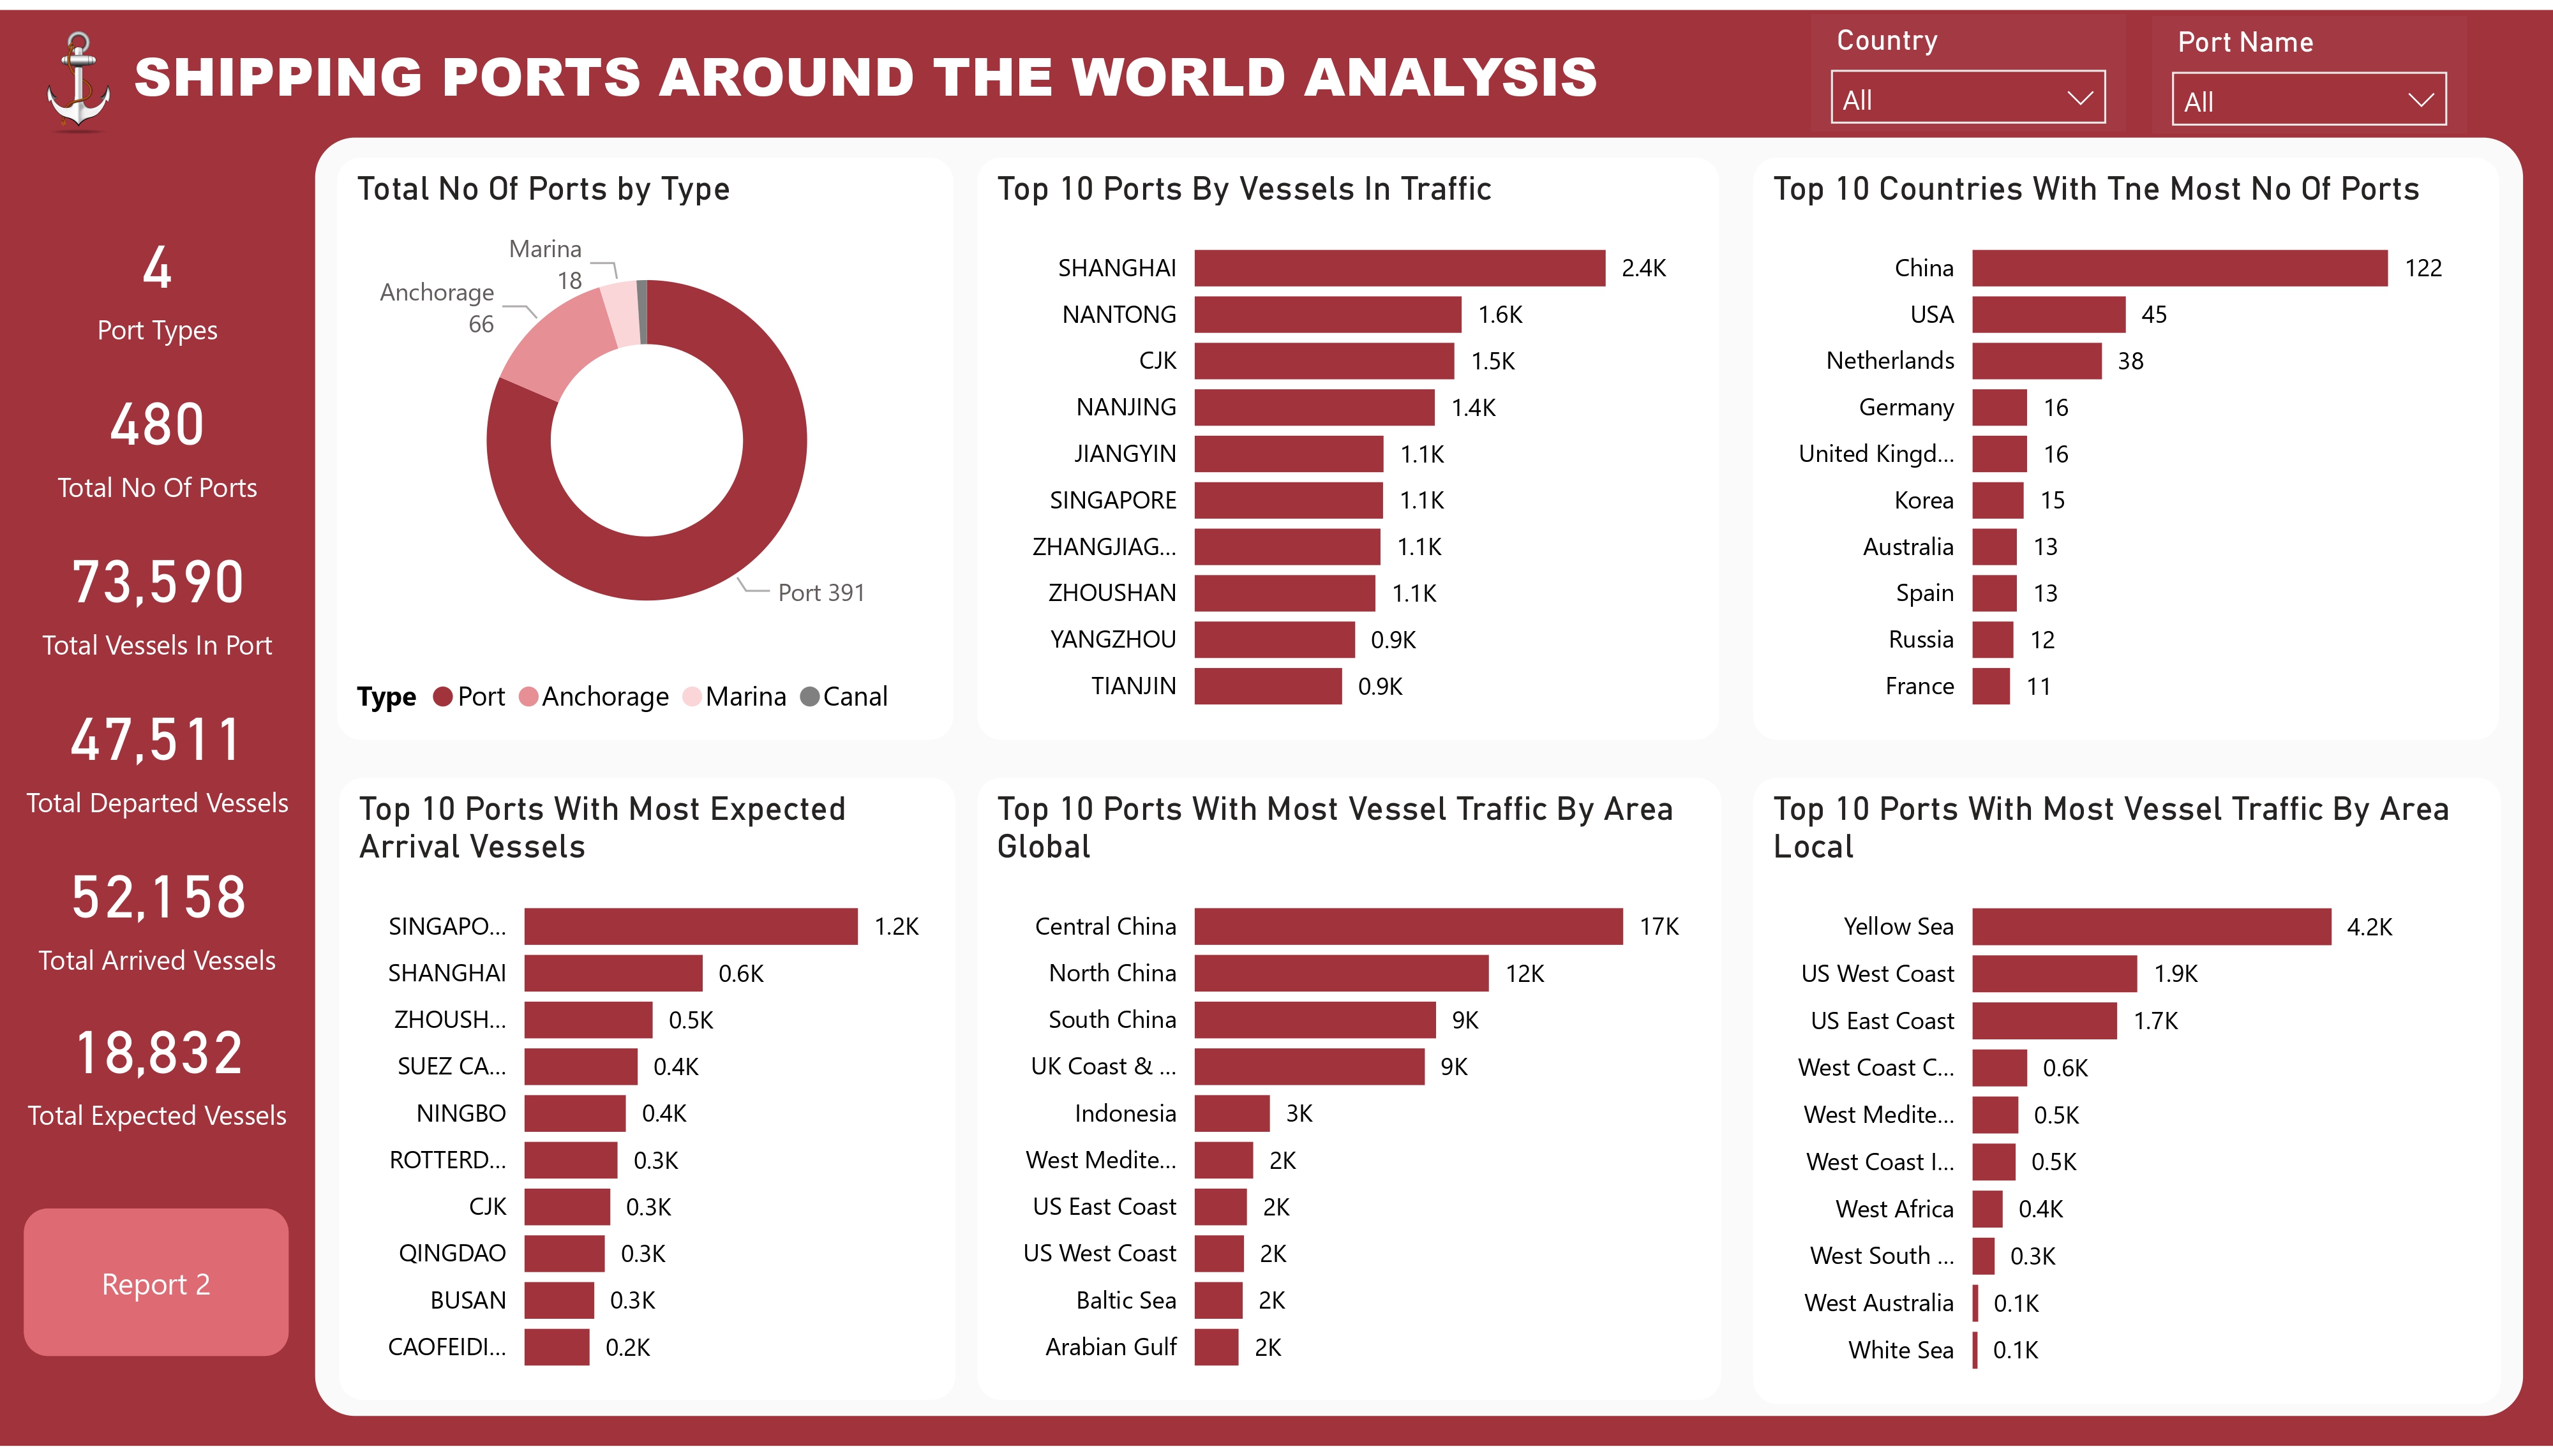 SHIPPING PORTS AROUND THE WORLD ANALYSIS
Country
All
Port Name
All
4
Port Types
480
Total No Of Ports
73,590
Total Vessels In Port
47,511
Total Departed Vessels
52,158
Total Arrived Vessels
18,832
Total Expected Vessels
Report 2
Total No Of Ports by Type
Marina
18
Anchorage
66
Port 391
Type Port Anchorage Marina Canal
Top 10 Ports By Vessels In Traffic
SHANGHAI 2.4K
NANTONG 1.6K
CJK 1.5K
NANJING 1.4K
JIANGYIN 1.1K
SINGAPORE 1.1K
ZHANGJIAG... 1.1K
ZHOUSHAN 1.1K
YANGZHOU 0.9K
TIANJIN 0.9K
Top 10 Countries With Tne Most No Of Ports
China 122
USA 45
Netherlands 38
Germany 16
United Kingd... 16
Korea 15
Australia 13
Spain 13
Russia 12
France 11
Top 10 Ports With Most Expected
Arrival Vessels
SINGAPO... 1.2K
SHANGHAI 0.6K
ZHOUSH... 0.5K
SUEZ CA... 0.4K
NINGBO 0.4K
ROTTERD... 0.3K
CJK 0.3K
QINGDAO 0.3K
BUSAN 0.3K
CAOFEIDI... 0.2K
Top 10 Ports With Most Vessel Traffic By Area
Global
Central China 17K
North China 12K
South China 9K
UK Coast & ... 9K
Indonesia 3K
West Medite... 2K
US East Coast 2K
US West Coast 2K
Baltic Sea 2K
Arabian Gulf 2K
Top 10 Ports With Most Vessel Traffic By Area
Local
Yellow Sea 4.2K
US West Coast 1.9K
US East Coast 1.7K
West Coast C... 0.6K
West Medite... 0.5K
West Coast I... 0.5K
West Africa 0.4K
West South ... 0.3K
West Australia 0.1K
White Sea 0.1K